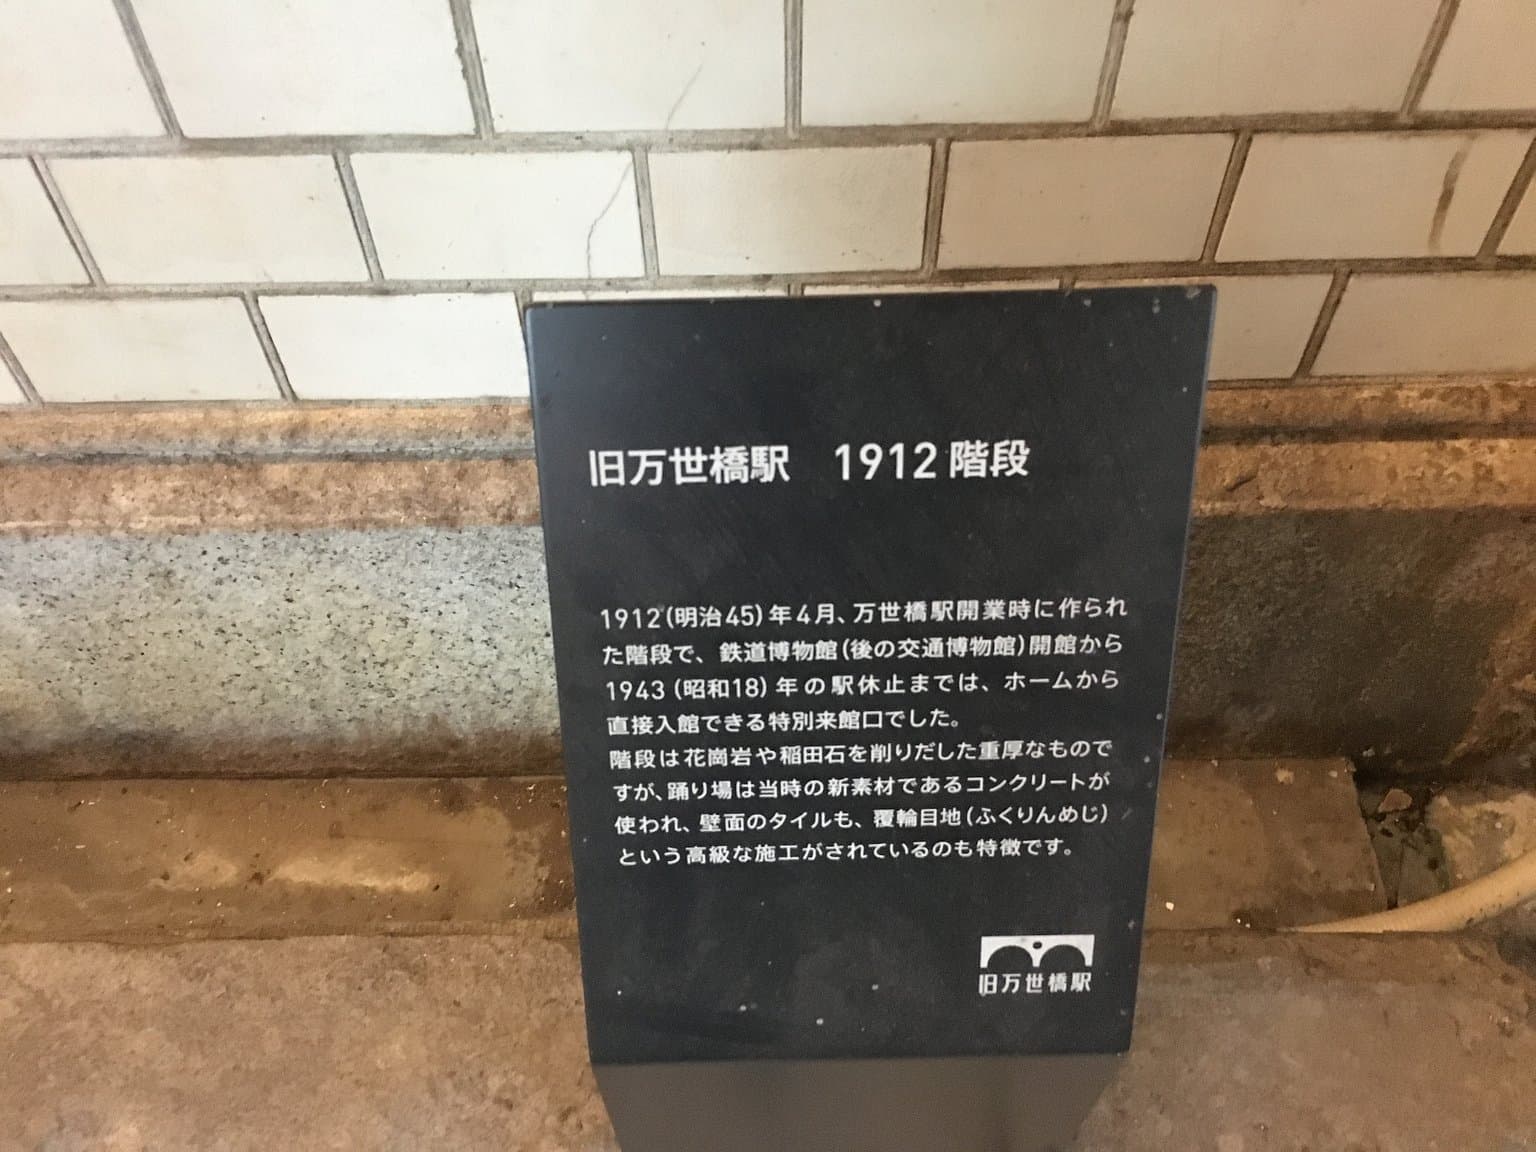 旧万世橋駅　1912 階段
1912(明治45)年4月、万世橋駅開業時に作られ
た階段で、鉄道博物館(後の交通博物館)開館から
1943(昭和18)年の駅休止までは、ホームから
直接入館できる特別来館口でした。
階段は花崗岩や稲田石を削りだした重厚なもので
すが、踊り場は当時の新素材であるコンクリートが
使われ、壁面のタイルも、覆輪目地(ふくりんめじ)
という高級な施工がされているのも特徴です。
旧万世橋駅